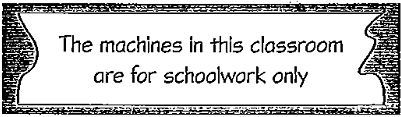 The machines in this classroom
are for schoolwork only